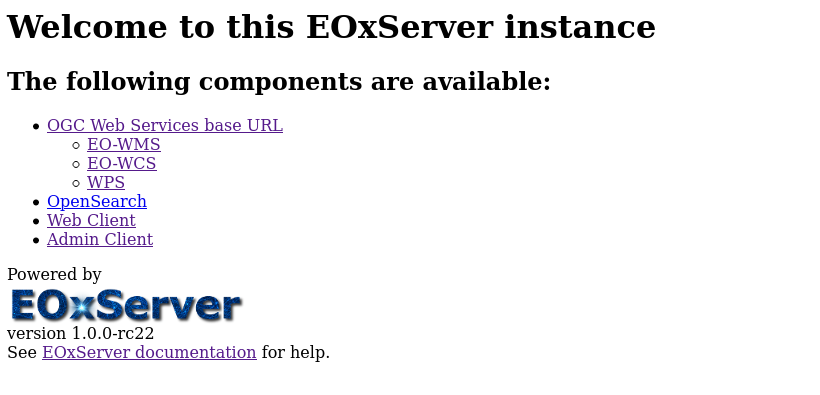 Welcome to this EOxServer instance
The following components are available:
OGC Web Services base URL
EO-WMS
EO-WCS
WPS
OpenSearch
Web Client
Admin Client
Powered by
EOxServer
version 1.0.0-rc22
See EOxServer documentation for help.